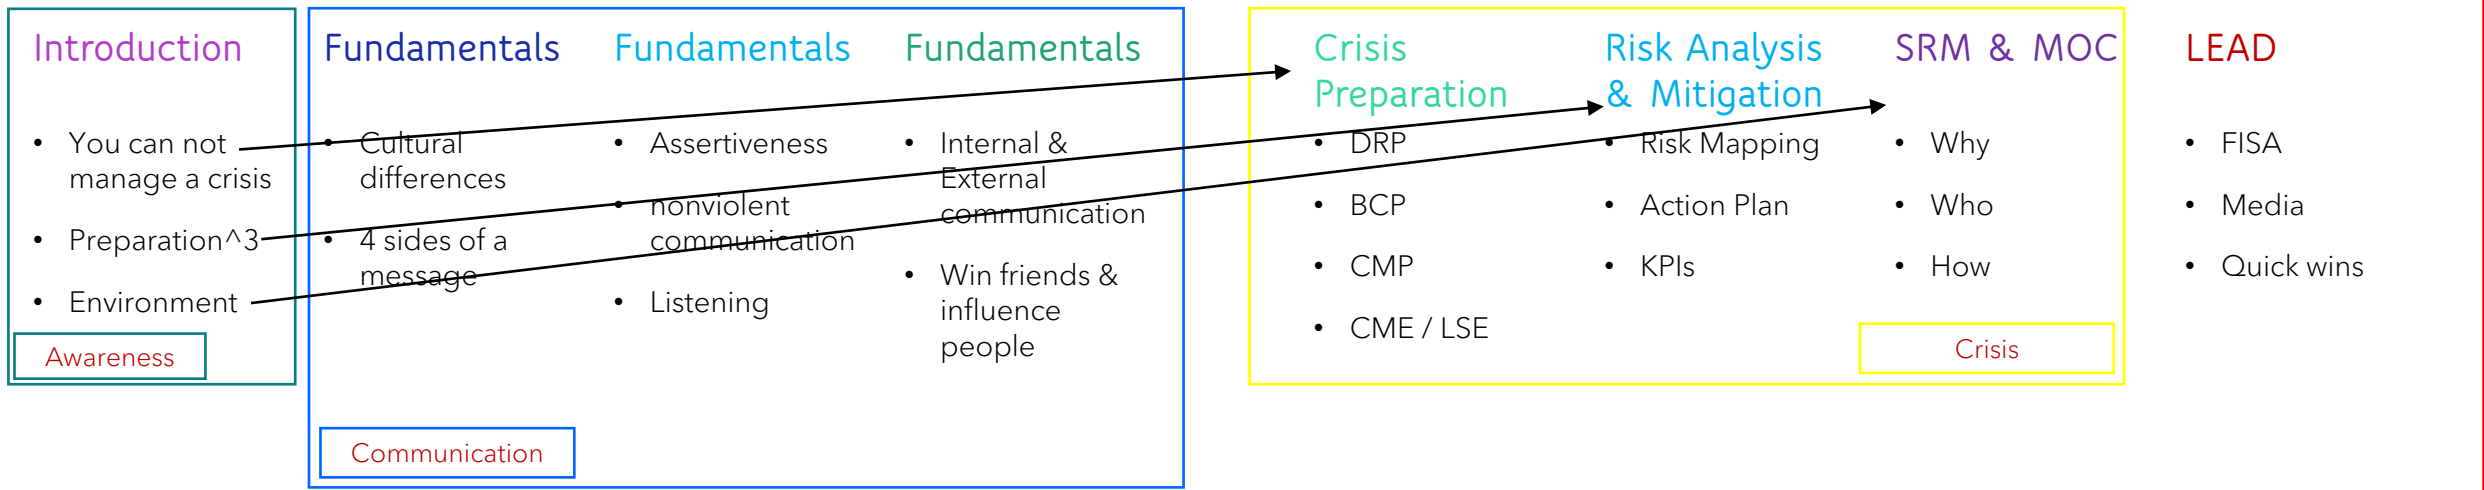 Introduction
You can not
manage a crisis
Preparation^3
Environment
Awareness
Fundamentals
Cultural
differences
4 sides of a
message
Communication
Fundamentals
Assertiveness
nonviolent
communication
Listening
Fundamentals
Internal &
External
communication
Win friends &
influence
people
Crisis
Preparation
DRP
BCP
CMP
CME / LSE
Risk Analysis
& Mitigation
Risk Mapping
Action Plan
KPIs
SRM & MOC
Why
Who
How
Crisis
LEAD
FISA
Media
Quick wins